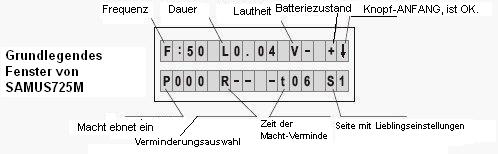 Frequenz Dauer Lautheit Batteriezustand Knopf-ANFANG, ist OK.
Grundlegendes
Fenster von
SAMUS725M
F:50 L0.04 V- +↓
P000 R-- -t06 S1
Macht ebnet ein
Verminderungsauswahl
Zeit der
Macht-Verminde
Seite mit Lieblingseinstellungen